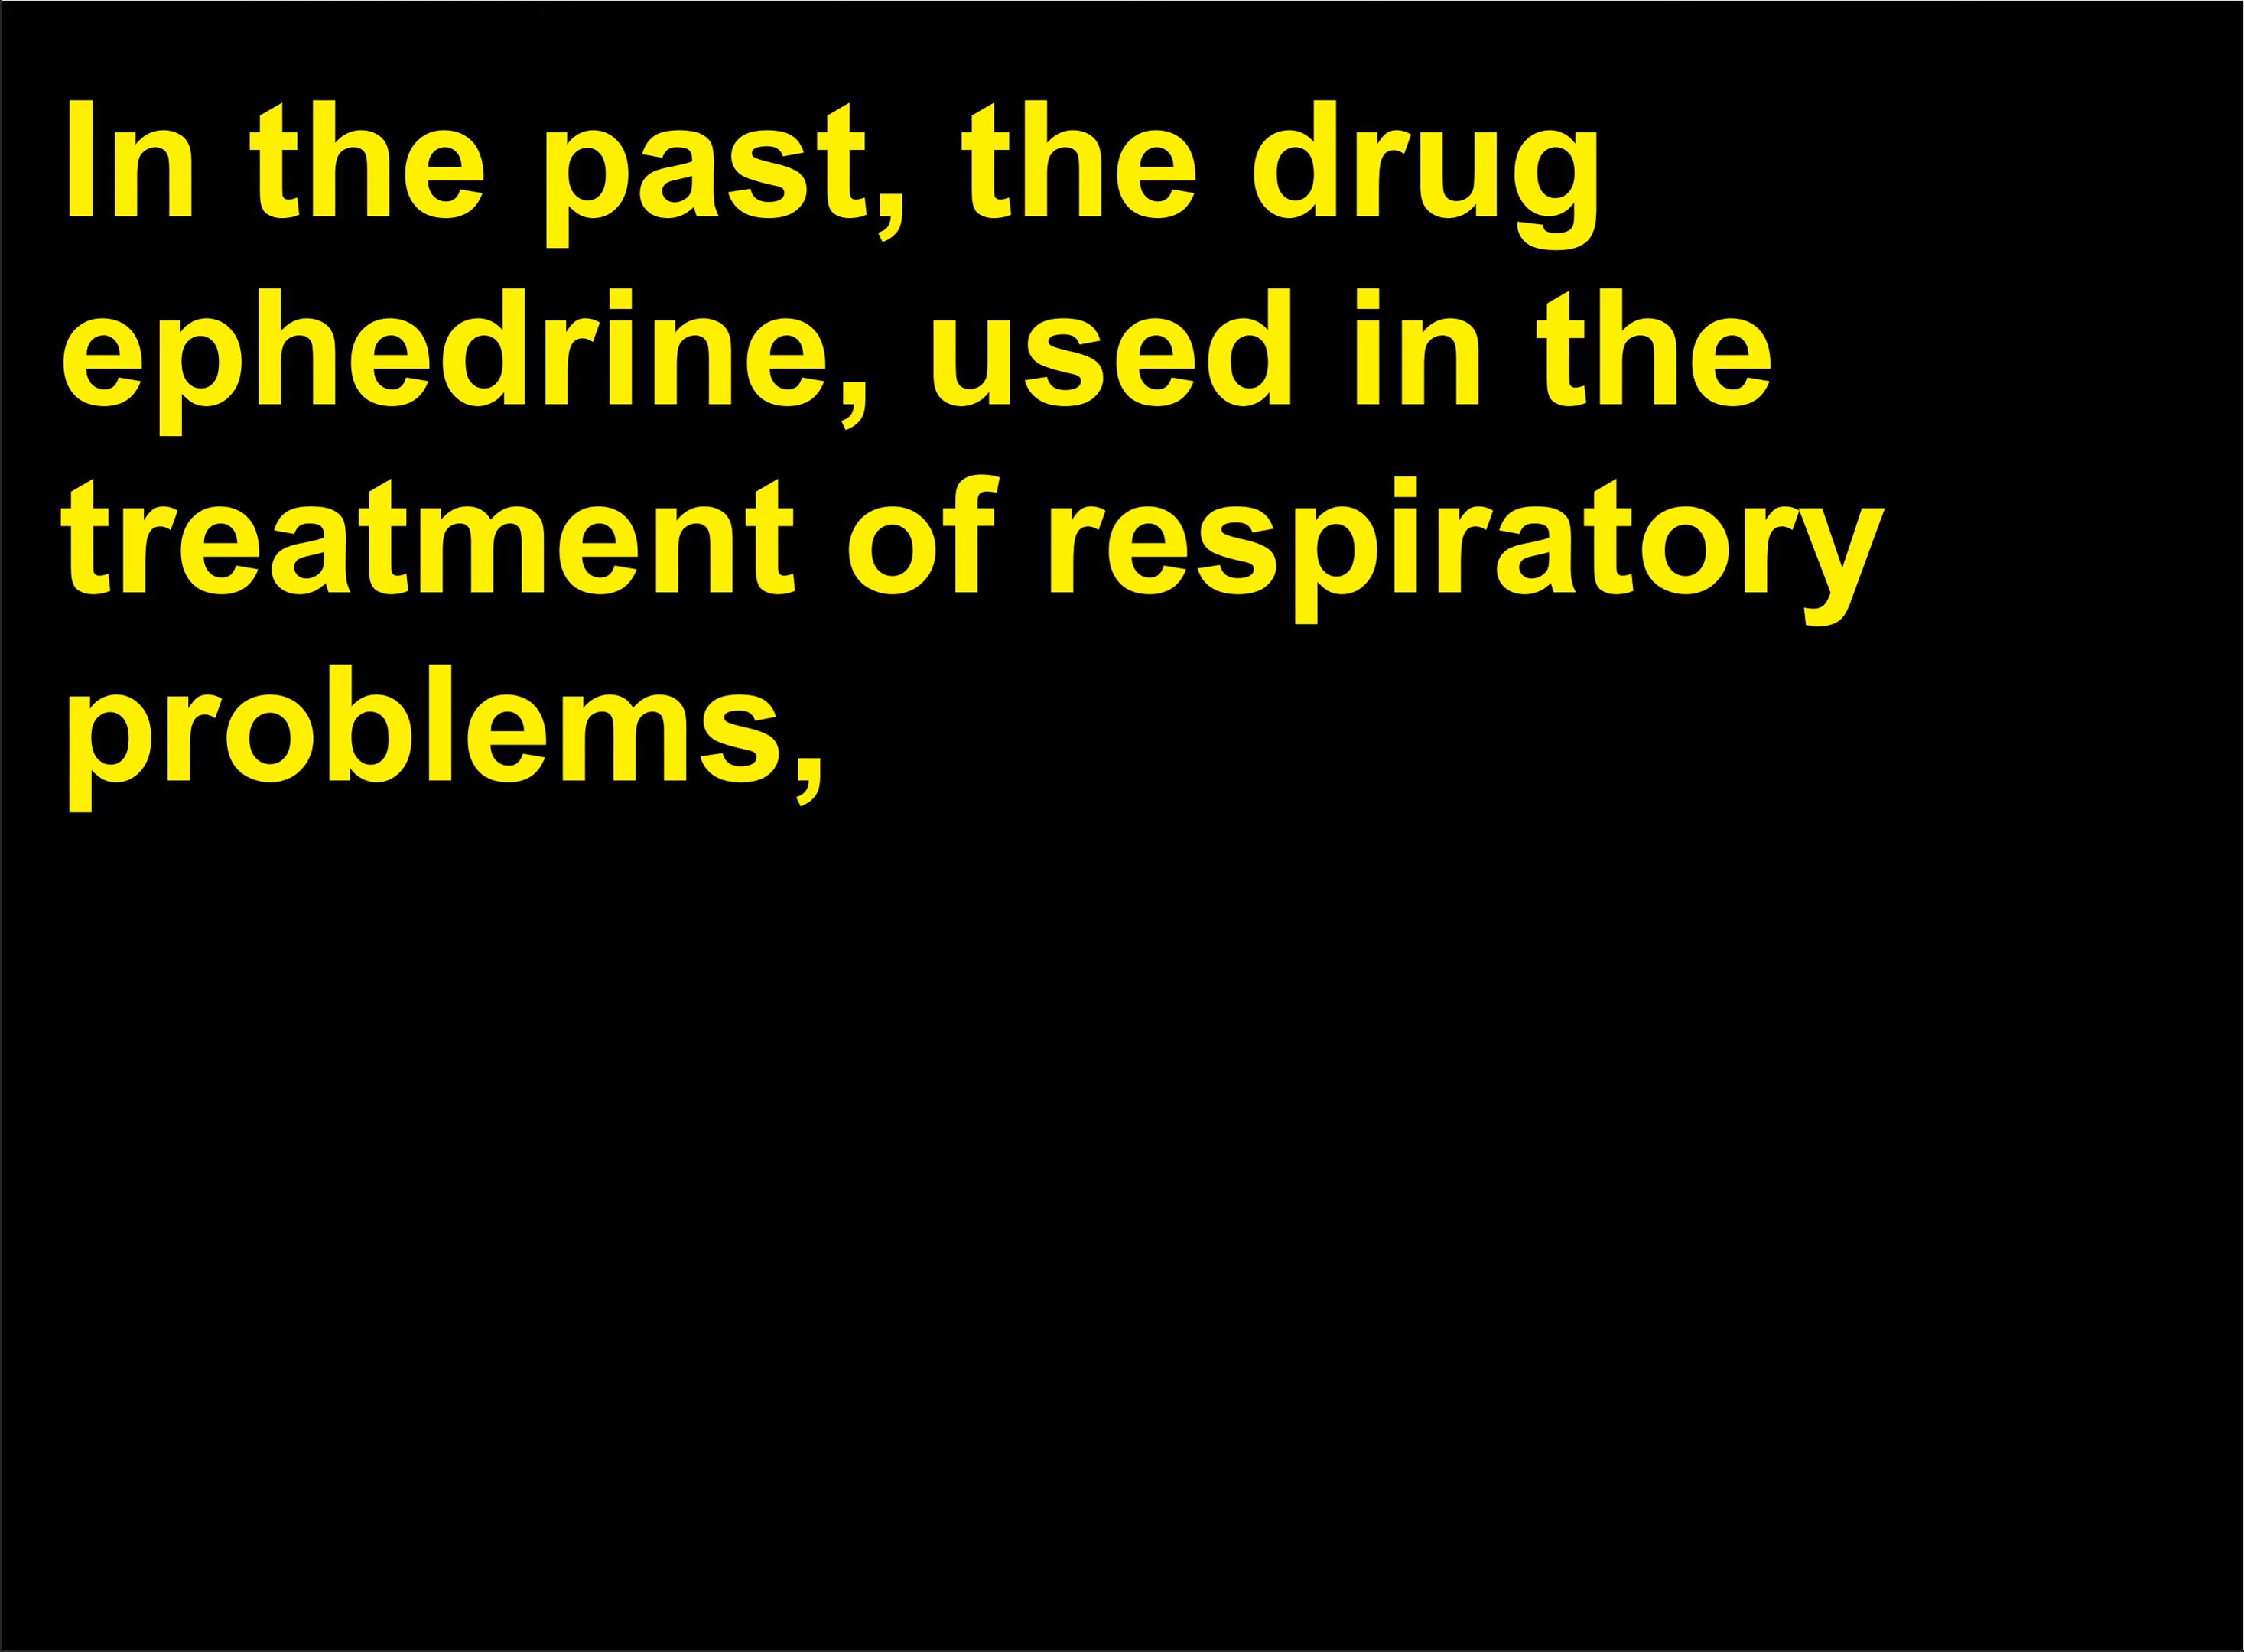 In the past, the drug
ephedrine, used in the
treatment of respiratory
problems,